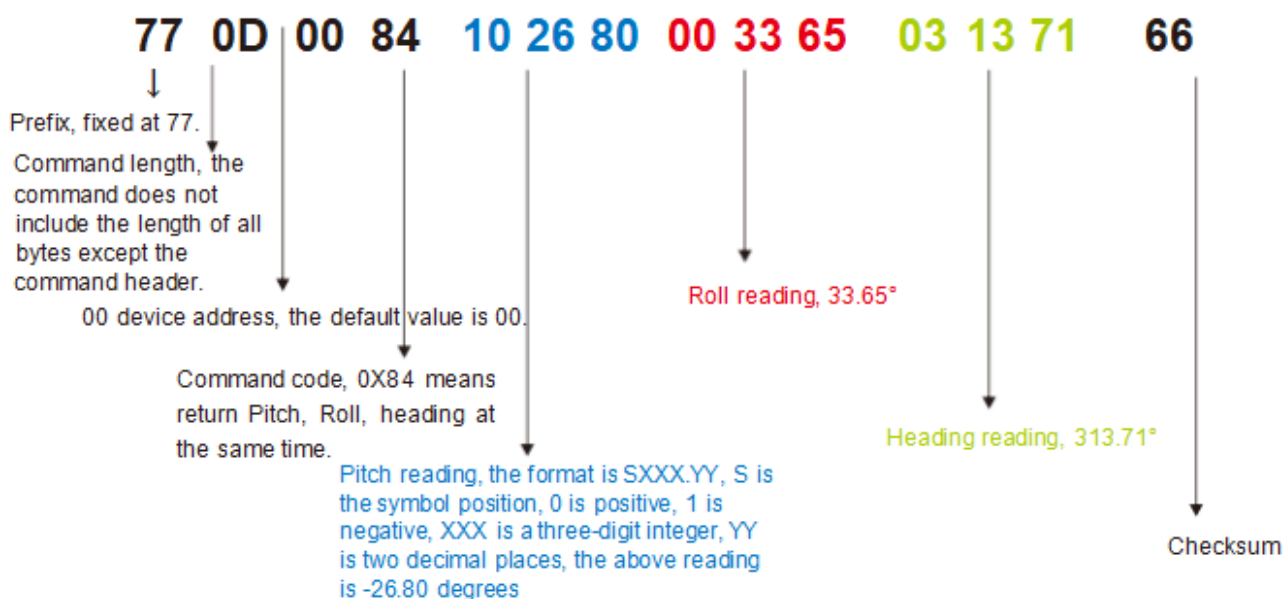 77 0D 00 84 10 26 80 00 33 65 03 13 71 66
Prefix, fixed at 77.
Command length, the
command does not
include the length of all
bytes except the
command header.
Roll reading, 33.65°
00 device address, the default value is 00.
Command code, 0X84 means
return Pitch, Roll, heading at
the same time.
Heading reading, 313.71°
Pitch reading, the format is SXXX.YY, S is
the symbol position, 0 is positive, 1 is
negative, XXX is a three-digit integer, YY
is two decimal places, the above reading
is -26.80 degrees
Checksum